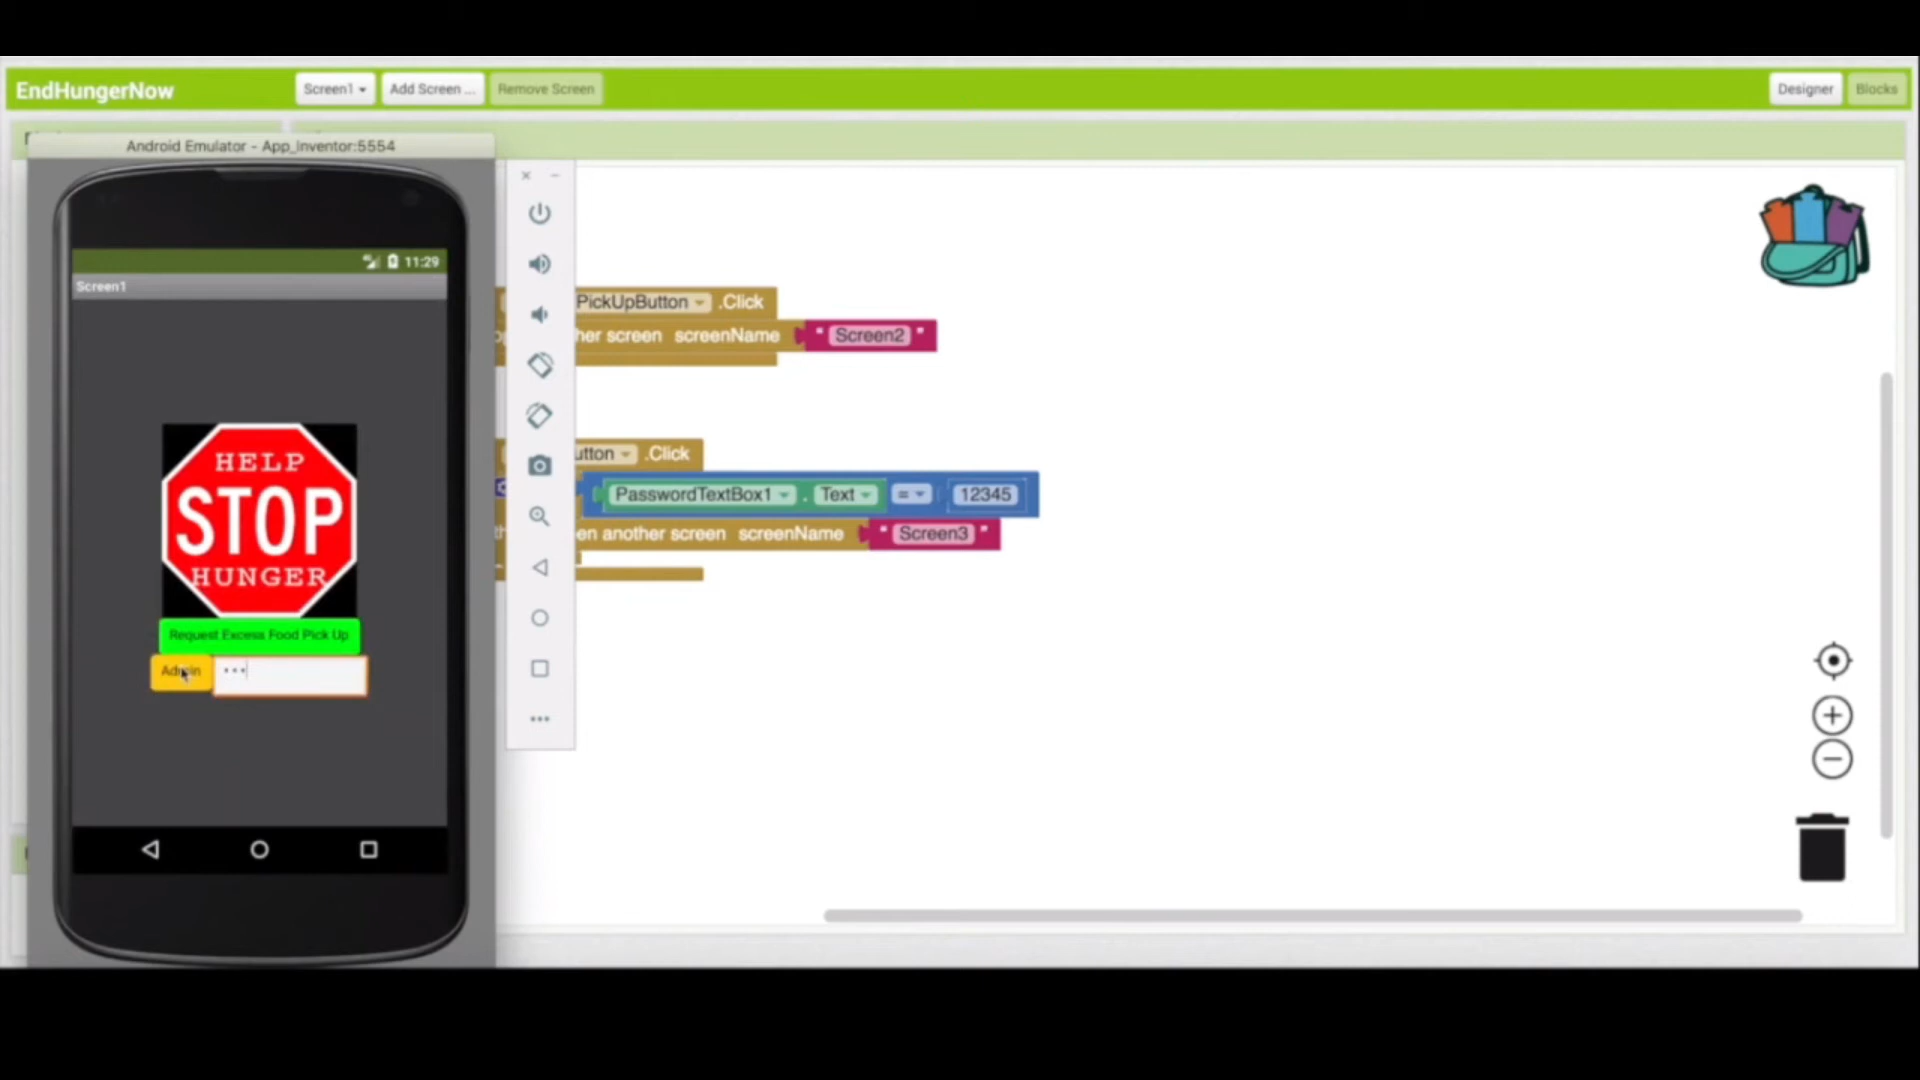 EndHungerNow
Screen1
Add Screen ...
Remove Screen
Designer
Blocks
Android Emulator - App_Inventor:5554
11:29
Screen1
HELP
STOP
HUNGER
Request Excess Food Pick Up
Admin
PickUpButton .Click
her screen screenName " Screen2 "
utton .Click
PasswordTextBox1 . Text = 12345
en another screen screenName " Screen3 "